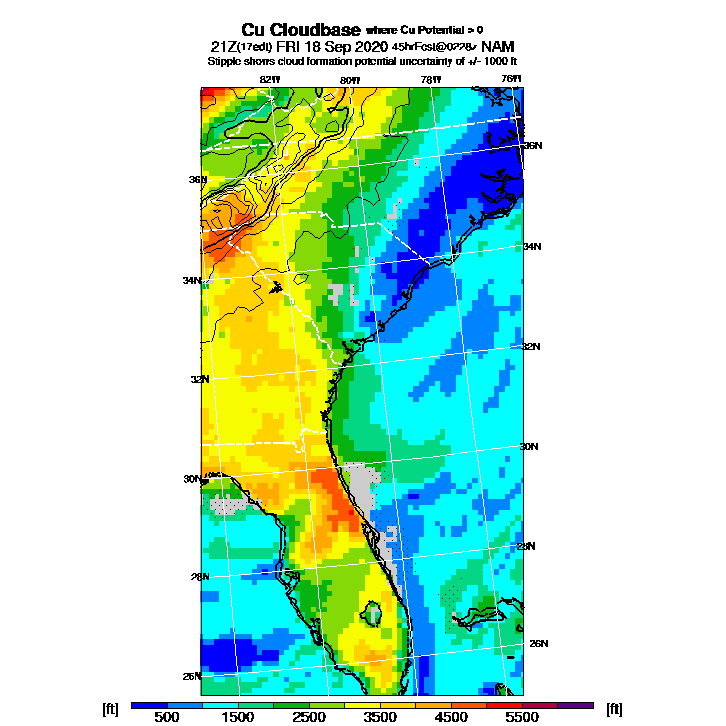 Cu Cloudbase where Cu Potential > 0
21Z(17edt) FRI 18 Sep 2020 45hrFcst@0228z NAM
Stipple shows cloud formation potential uncertainty of +/- 1000 ft
82W 80W 78W 76W
36N
36N
34N
34N
32N
32N
30N
30N
28N
28N
26N
26N
[ft] [ft]
500 1500 2500 3500 4500 5500